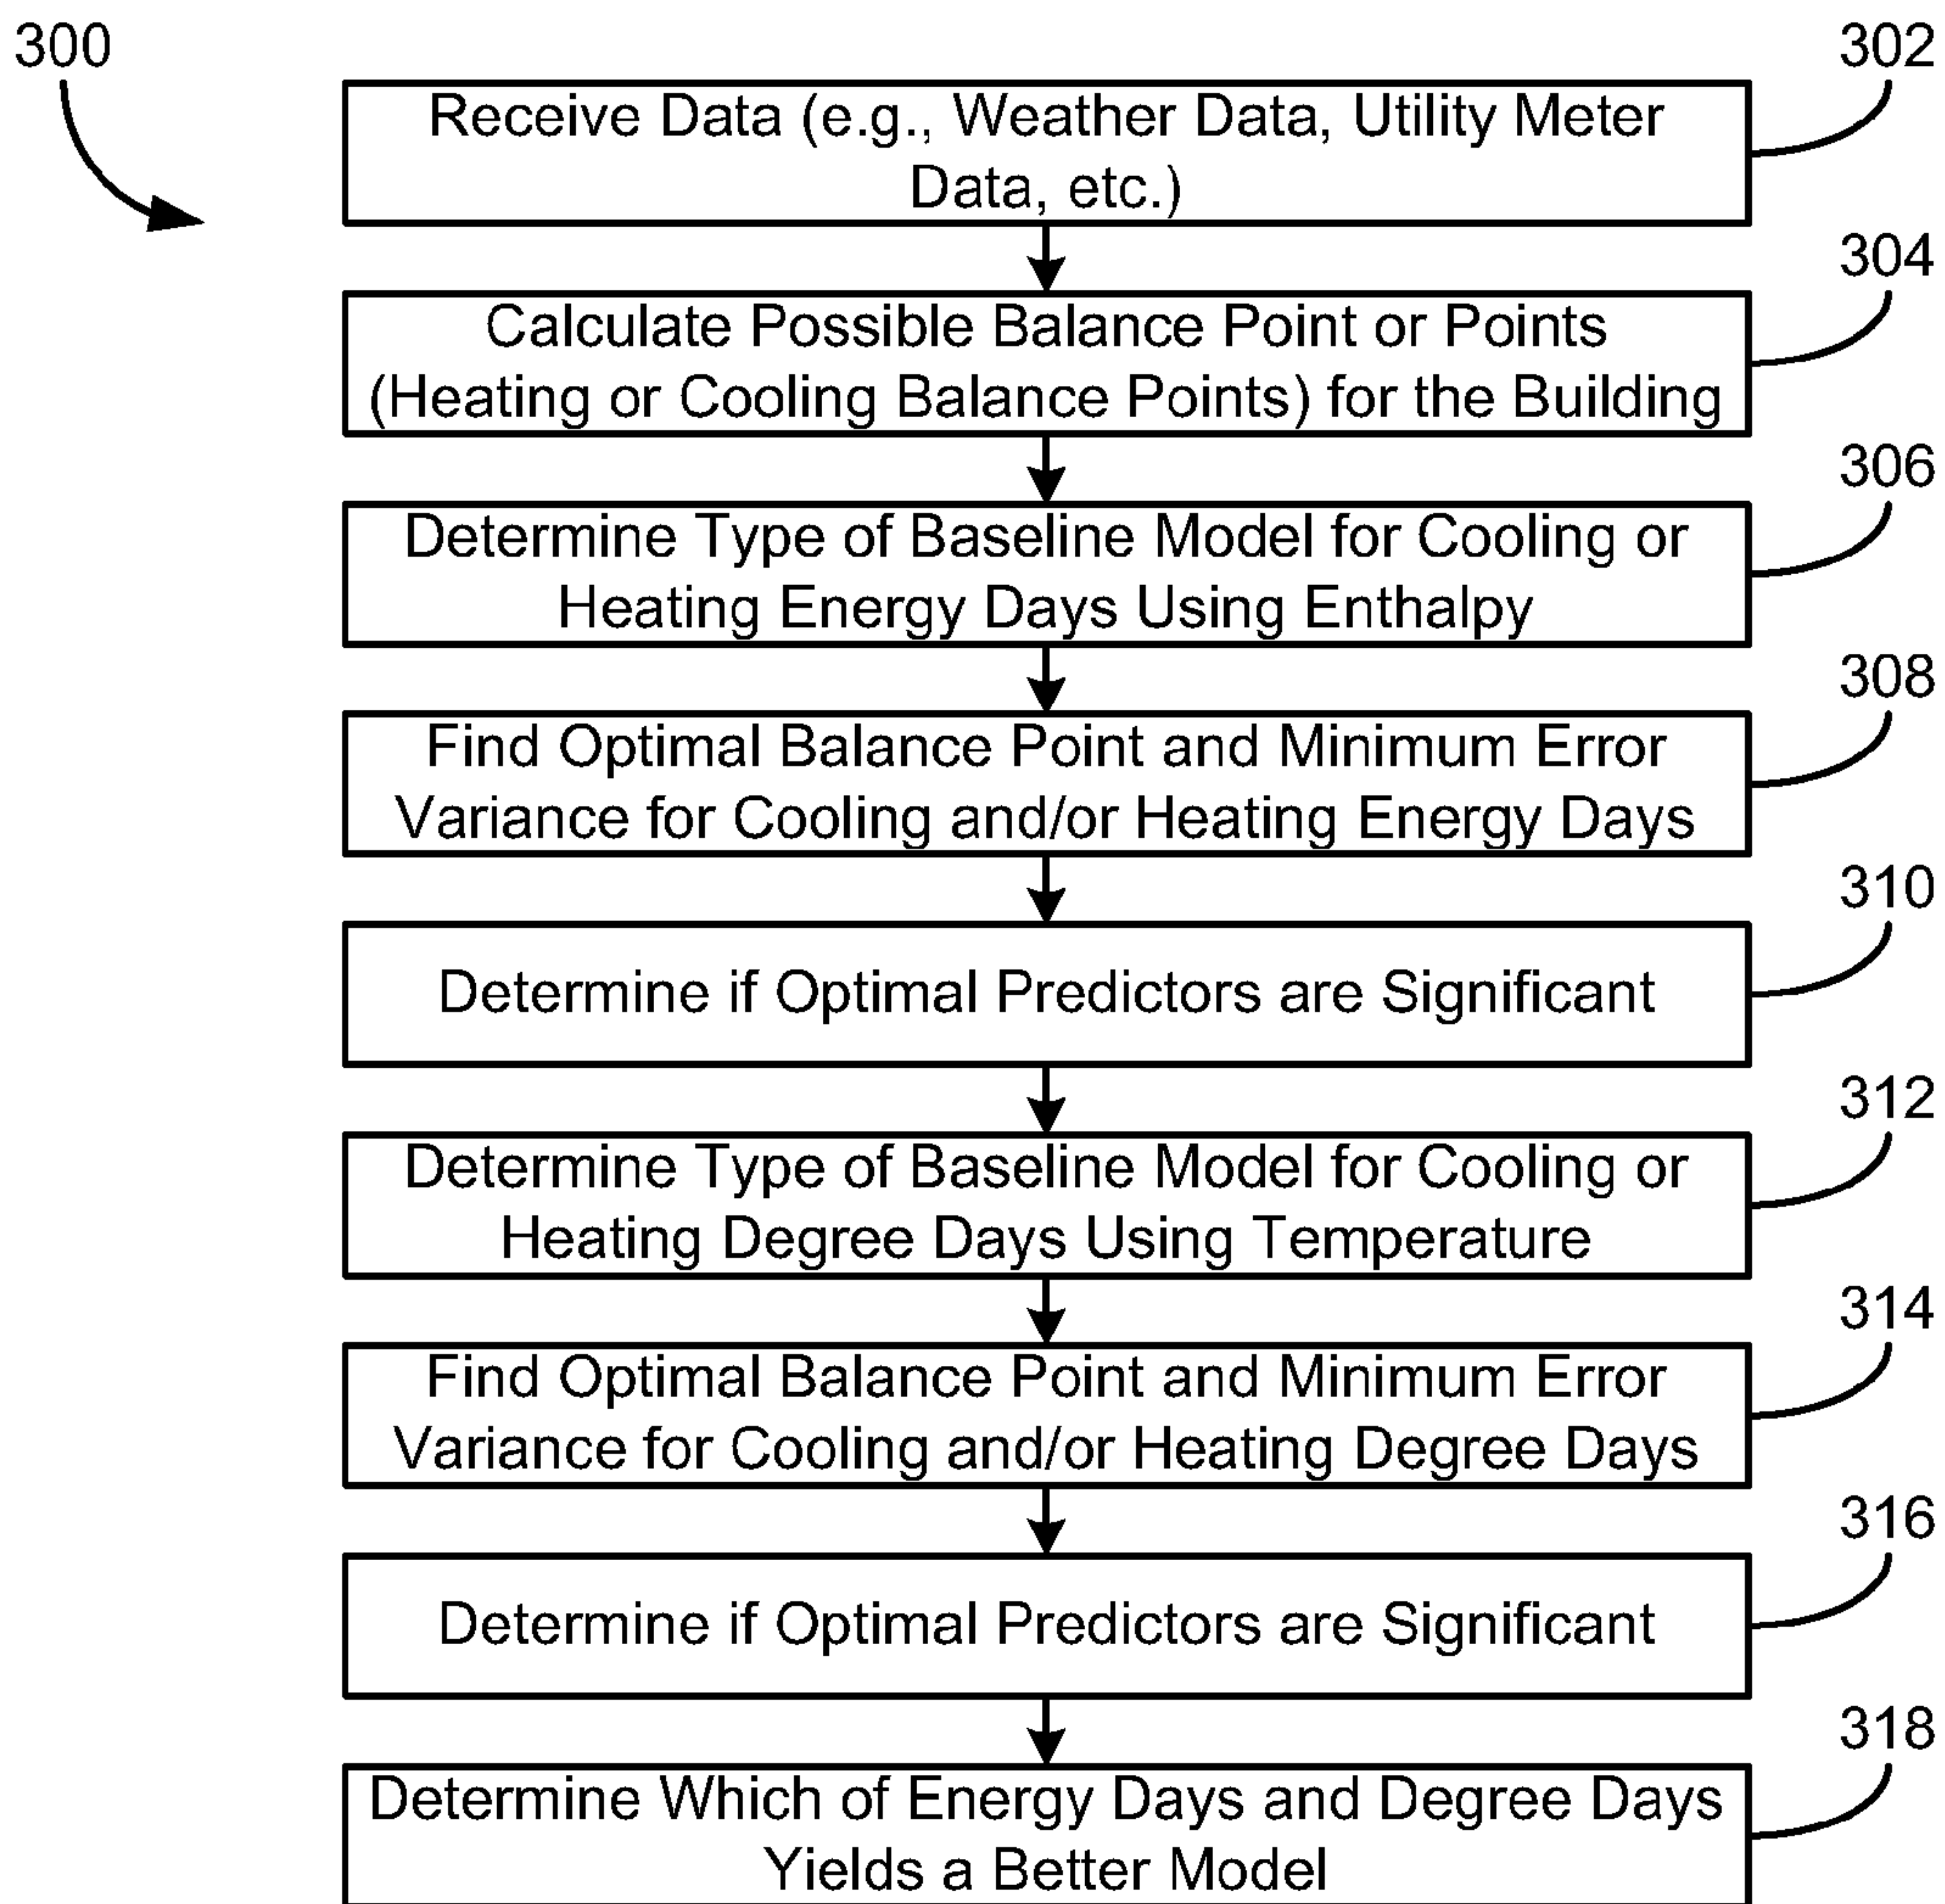 300
302
Receive Data (e.g., Weather Data, Utility Meter
Data, etc.)
304
Calculate Possible Balance Point or Points
(Heating or Cooling Balance Points) for the Building
306
Determine Type of Baseline Model for Cooling or
Heating Energy Days Using Enthalpy
308
Find Optimal Balance Point and Minimum Error
Variance for Cooling and/or Heating Energy Days
310
Determine if Optimal Predictors are Significant
312
Determine Type of Baseline Model for Cooling or
Heating Degree Days Using Temperature
314
Find Optimal Balance Point and Minimum Error
Variance for Cooling and/or Heating Degree Days
316
Determine if Optimal Predictors are Significant
318
Determine Which of Energy Days and Degree Days
Yields a Better Model